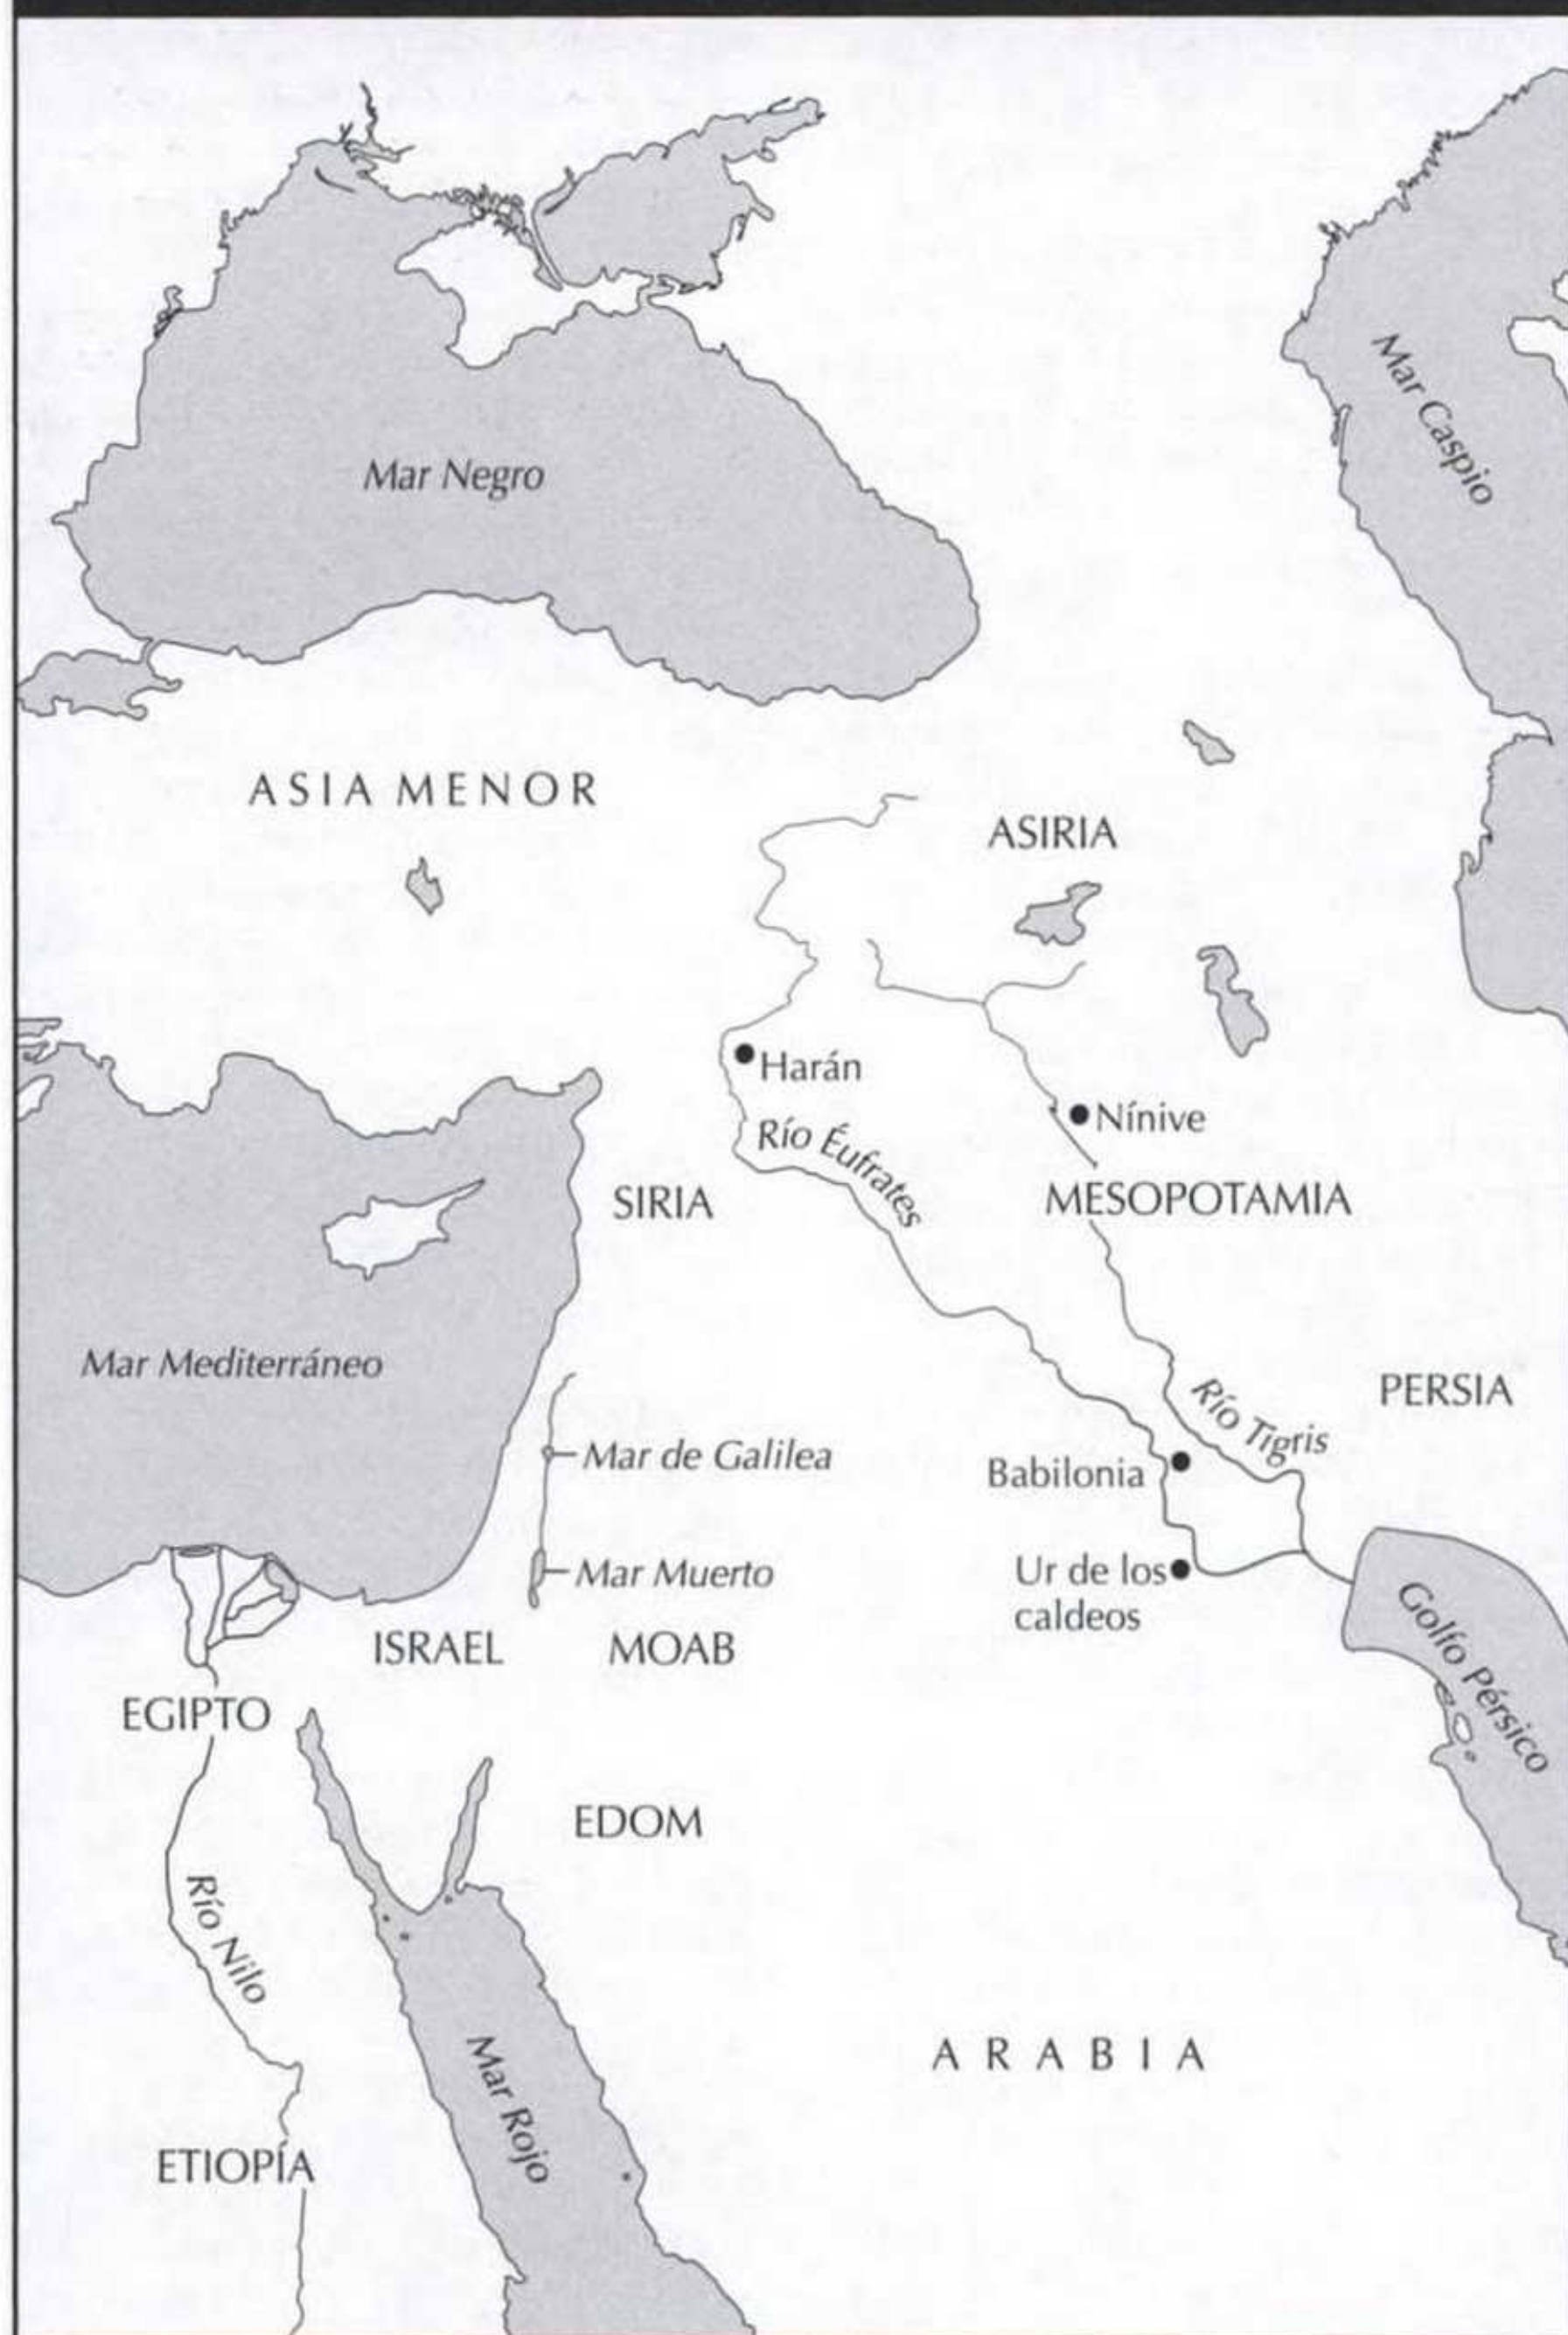 Mar Caspio
Mar Negro
ASIA MENOR
ASIRIA
Harán
Nínive
Río Éufrates
SIRIA
MESOPOTAMIA
Mar Mediterráneo
PERSIA
Río Tigris
Mar de Galilea
Babilonia
Mar Muerto
Ur de los
caldeos
Golfo Pérsico
ISRAEL
MOAB
EGIPTO
EDOM
Río Nilo
ARABIA
Mar Rojo
ETIOPÍA